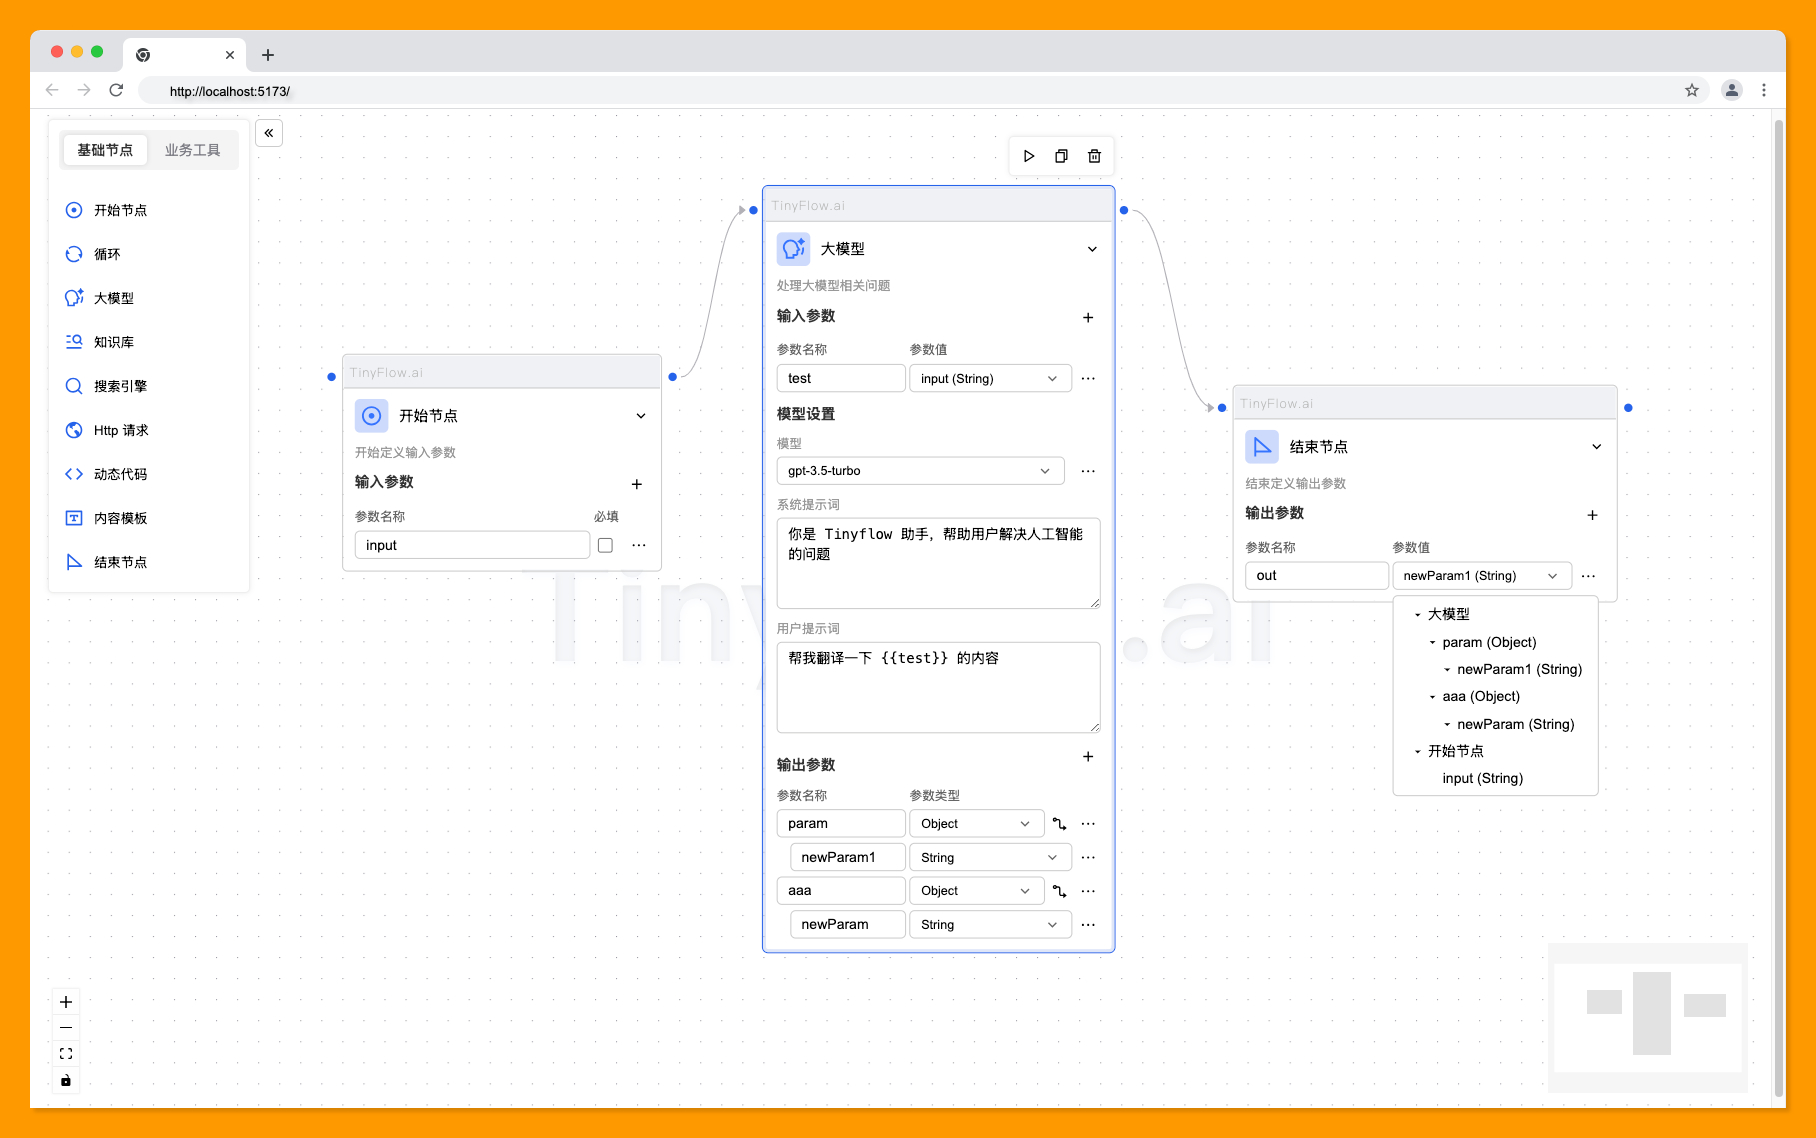 http://localhost:5173/
基础节点 业务工具
开始节点
循环
大模型
知识库
搜索引擎
Http 请求
动态代码
内容模板
结束节点
TinyFlow.ai
开始节点
开始定义输入参数
输入参数
参数名称 必填
input
TinyFlow.ai
大模型
处理大模型相关问题
输入参数
参数名称 参数值
test input (String)
模型设置
模型
gpt-3.5-turbo
系统提示词
你是 Tinyflow 助手，帮助用户解决人工智能
的问题
用户提示词
帮我翻译一下 {{test}} 的内容
输出参数
参数名称 参数类型
param Object
newParam1 String
aaa Object
newParam String
TinyFlow.ai
结束节点
结束定义输出参数
输出参数
参数名称 参数值
out newParam1 (String)
大模型
param (Object)
newParam1 (String)
aaa (Object)
newParam (String)
开始节点
input (String)